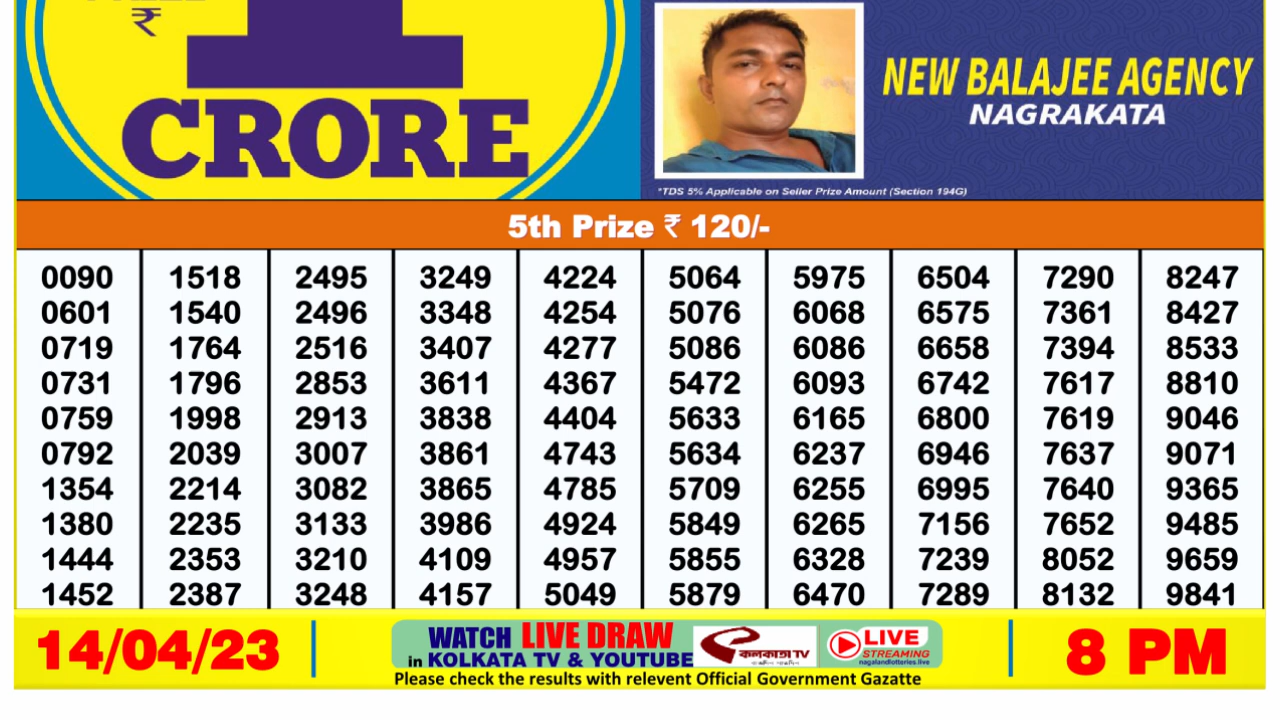 ₹
1
CRORE
NEW BALAJEE AGENCY
NAGRAKATA
*TDS 5% Applicable on Seller Prize Amount (Section 194G)
5th Prize ₹ 120/-
0090 1518 2495 3249 4224 5064 5975 6504 7290 8247
0601 1540 2496 3348 4254 5076 6068 6575 7361 8427
0719 1764 2516 3407 4277 5086 6086 6658 7394 8533
0731 1796 2853 3611 4367 5472 6093 6742 7617 8810
0759 1998 2913 3838 4404 5633 6165 6800 7619 9046
0792 2039 3007 3861 4743 5634 6237 6946 7637 9071
1354 2214 3082 3865 4785 5709 6255 6995 7640 9365
1380 2235 3133 3986 4924 5849 6265 7156 7652 9485
1444 2353 3210 4109 4957 5855 6328 7239 8052 9659
1452 2387 3248 4157 5049 5879 6470 7289 8132 9841
14/04/23
WATCH LIVE DRAW
in KOLKATA TV & YOUTUBE
কলকাতা TV
LIVE
STREAMING
nagalandlotteries.live
Please check the results with relevent Official Government Gazatte
8 PM